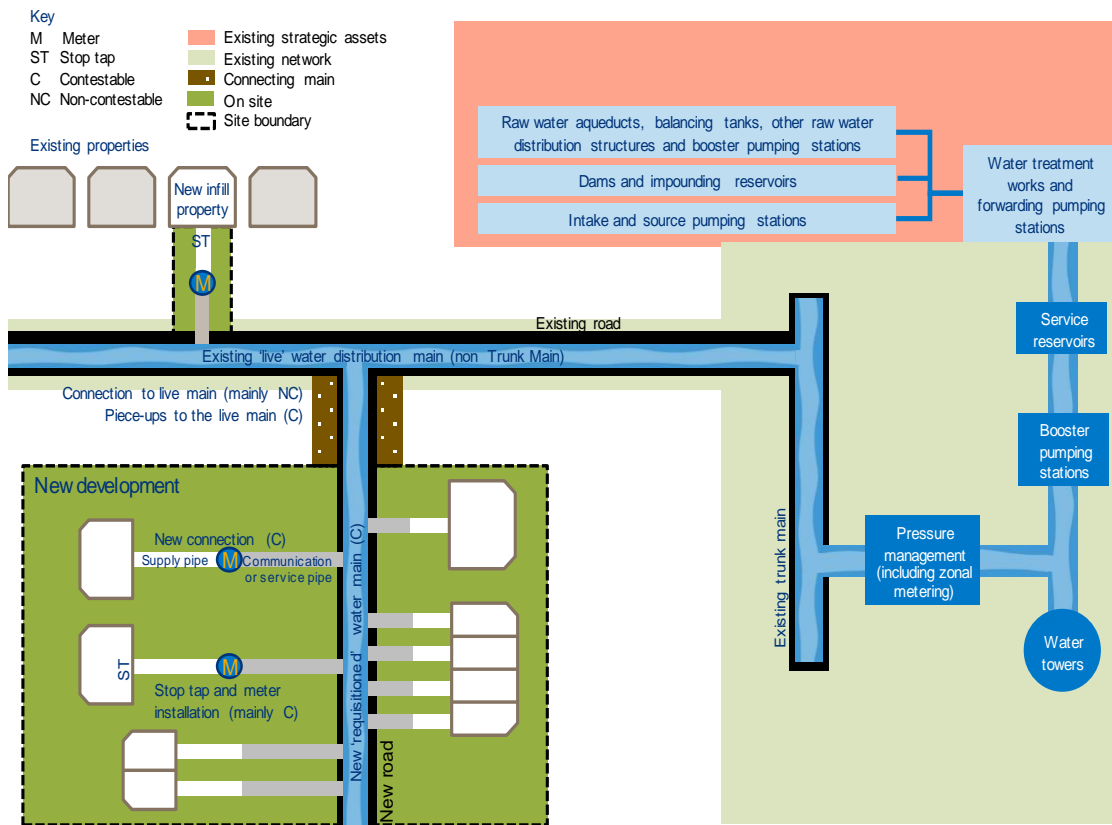 Key
M Meter
ST Stop tap
C Contestable
NC Non-contestable
Existing strategic assets
Existing network
Connecting main
On site
Site boundary
Existing properties
New infill
property
ST
M
Raw water aqueducts, balancing tanks, other raw water
distribution structures and booster pumping stations
Dams and impounding reservoirs
Intake and source pumping stations
Water treatment
works and
forwarding pumping
stations
Service
reservoirs
Booster
pumping
stations
Pressure
management
(including zonal
metering)
Water
towers
Existing road
Existing 'live' water distribution main (non Trunk Main)
Existing trunk main
Connection to live main (mainly NC)
Piece-ups to the live main (C)
New development
New connection (C)
Supply pipe
M
Communication
or service pipe
ST
M
Stop tap and meter
installation (mainly C)
New 'requisitioned' water main (C)
New road